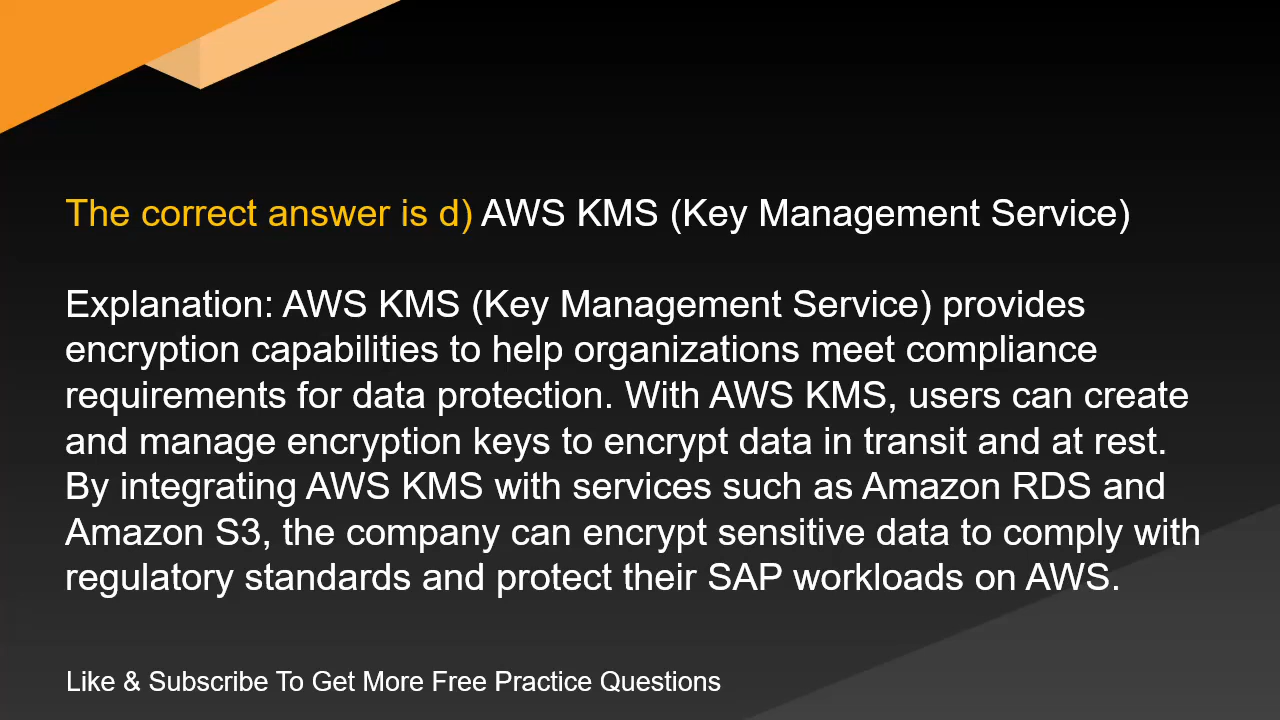 The correct answer is d) AWS KMS (Key Management Service)
Explanation: AWS KMS (Key Management Service) provides
encryption capabilities to help organizations meet compliance
requirements for data protection. With AWS KMS, users can create
and manage encryption keys to encrypt data in transit and at rest.
By integrating AWS KMS with services such as Amazon RDS and
Amazon S3, the company can encrypt sensitive data to comply with
regulatory standards and protect their SAP workloads on AWS.
Like & Subscribe To Get More Free Practice Questions